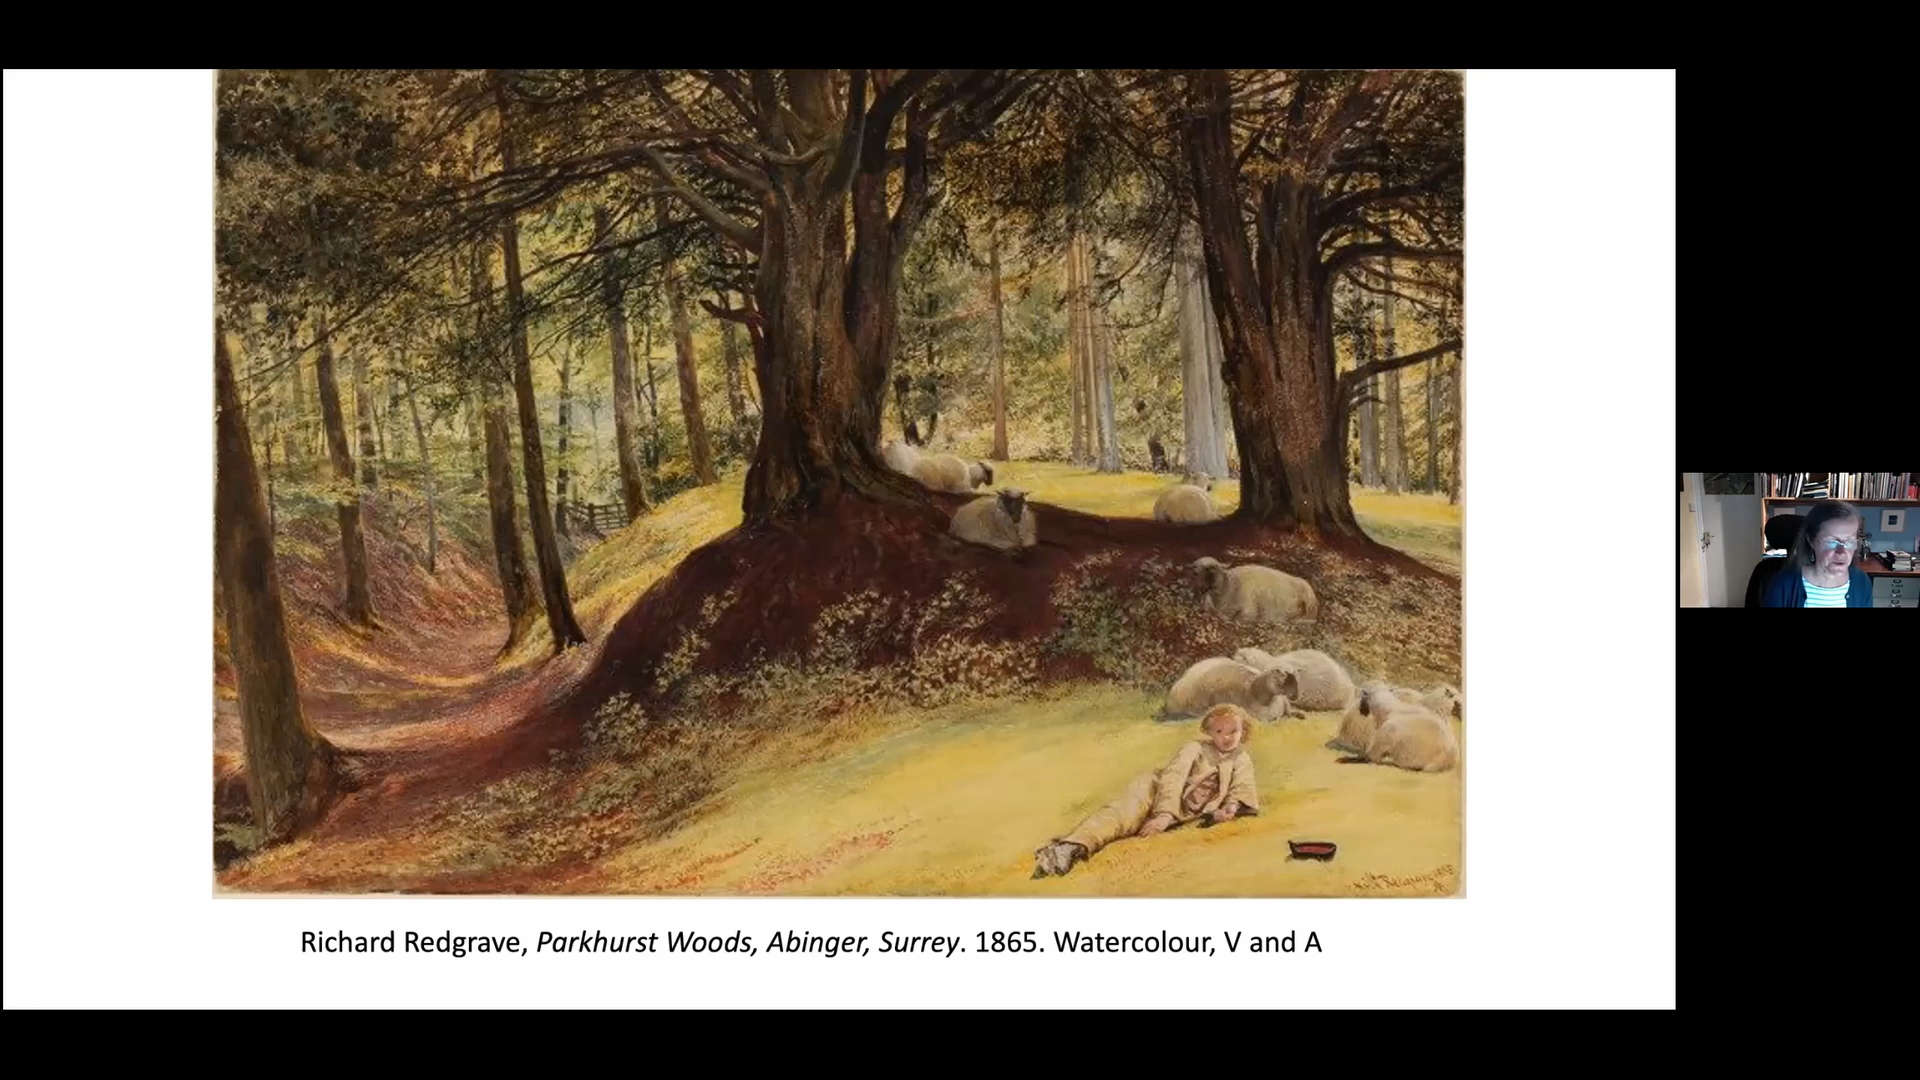 Richard Redgrave, Parkhurst Woods, Abinger, Surrey. 1865. Watercolour, V and A